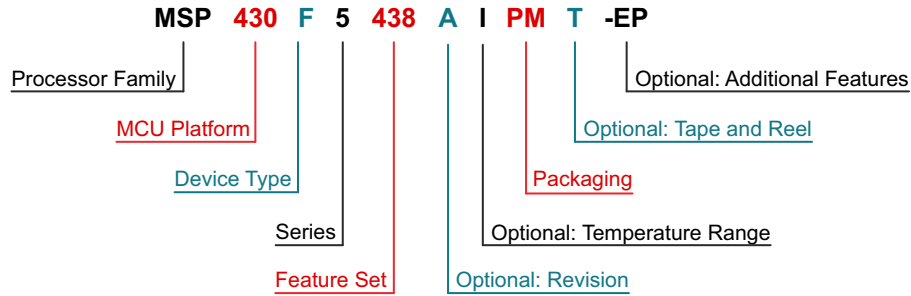 MSP 430 F 5 438 A I PM T -EP
Processor Family
Optional: Additional Features
MCU Platform
Optional: Tape and Reel
Device Type
Packaging
Series
Optional: Temperature Range
Feature Set
Optional: Revision